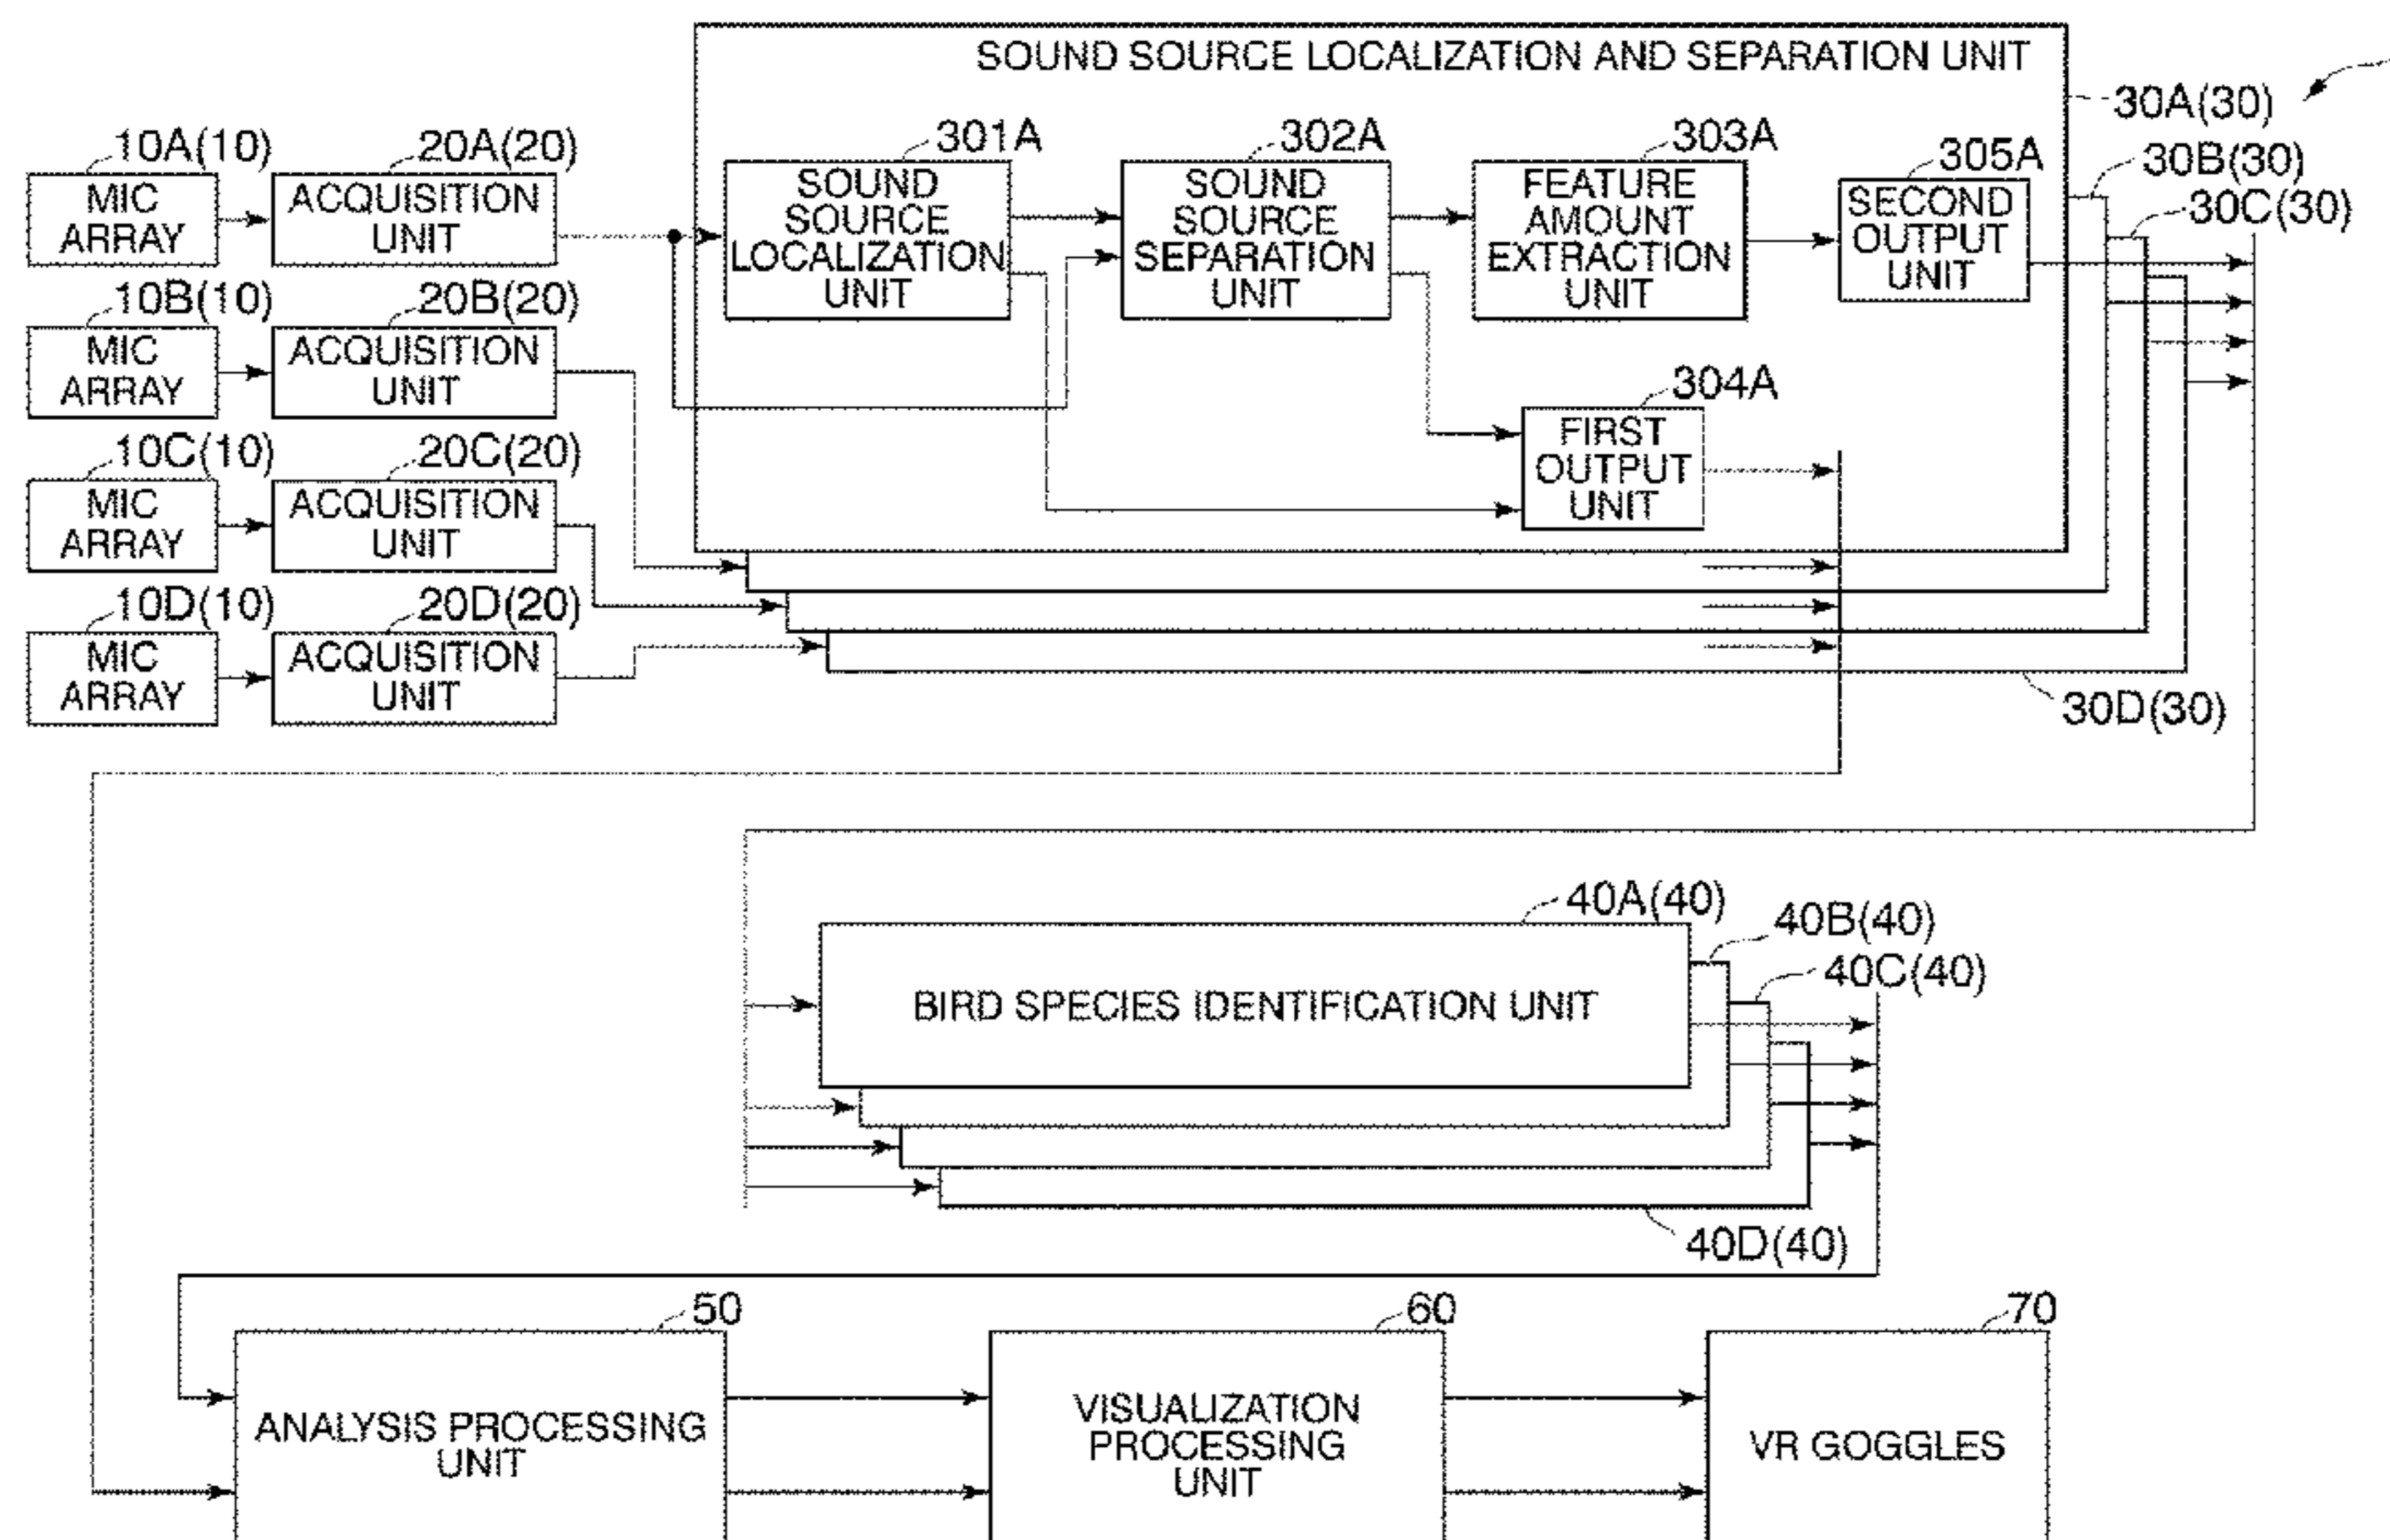 SOUND SOURCE LOCALIZATION AND SEPARATION UNIT
30A(30)
30B(30)
30C(30)
10A(10)
20A(20)
301A
302A
303A
305A
MIC
ARRAY
ACQUISITION
UNIT
SOUND
SOURCE
LOCALIZATION
UNIT
SOUND
SOURCE
SEPARATION
UNIT
FEATURE
AMOUNT
EXTRACTION
UNIT
SECOND
OUTPUT
UNIT
10B(10)
20B(20)
MIC
ARRAY
ACQUISITION
UNIT
304A
FIRST
OUTPUT
UNIT
10C(10)
20C(20)
MIC
ARRAY
ACQUISITION
UNIT
10D(10)
20D(20)
MIC
ARRAY
ACQUISITION
UNIT
30D(30)
40A(40)
40B(40)
40C(40)
BIRD SPECIES IDENTIFICATION UNIT
40D(40)
50
60
70
ANALYSIS PROCESSING
UNIT
VISUALIZATION
PROCESSING
UNIT
VR GOGGLES